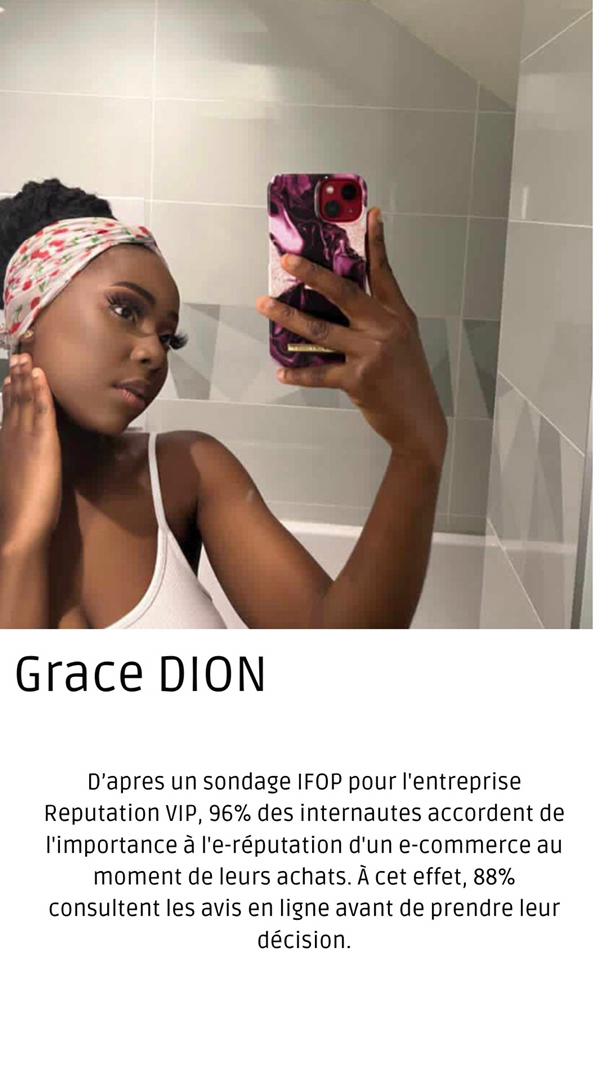 Grace DION
D’apres un sondage IFOP pour l'entreprise
Reputation VIP, 96% des internautes accordent de
l'importance à l'e-réputation d'un e-commerce au
moment de leurs achats. À cet effet, 88%
consultent les avis en ligne avant de prendre leur
décision.